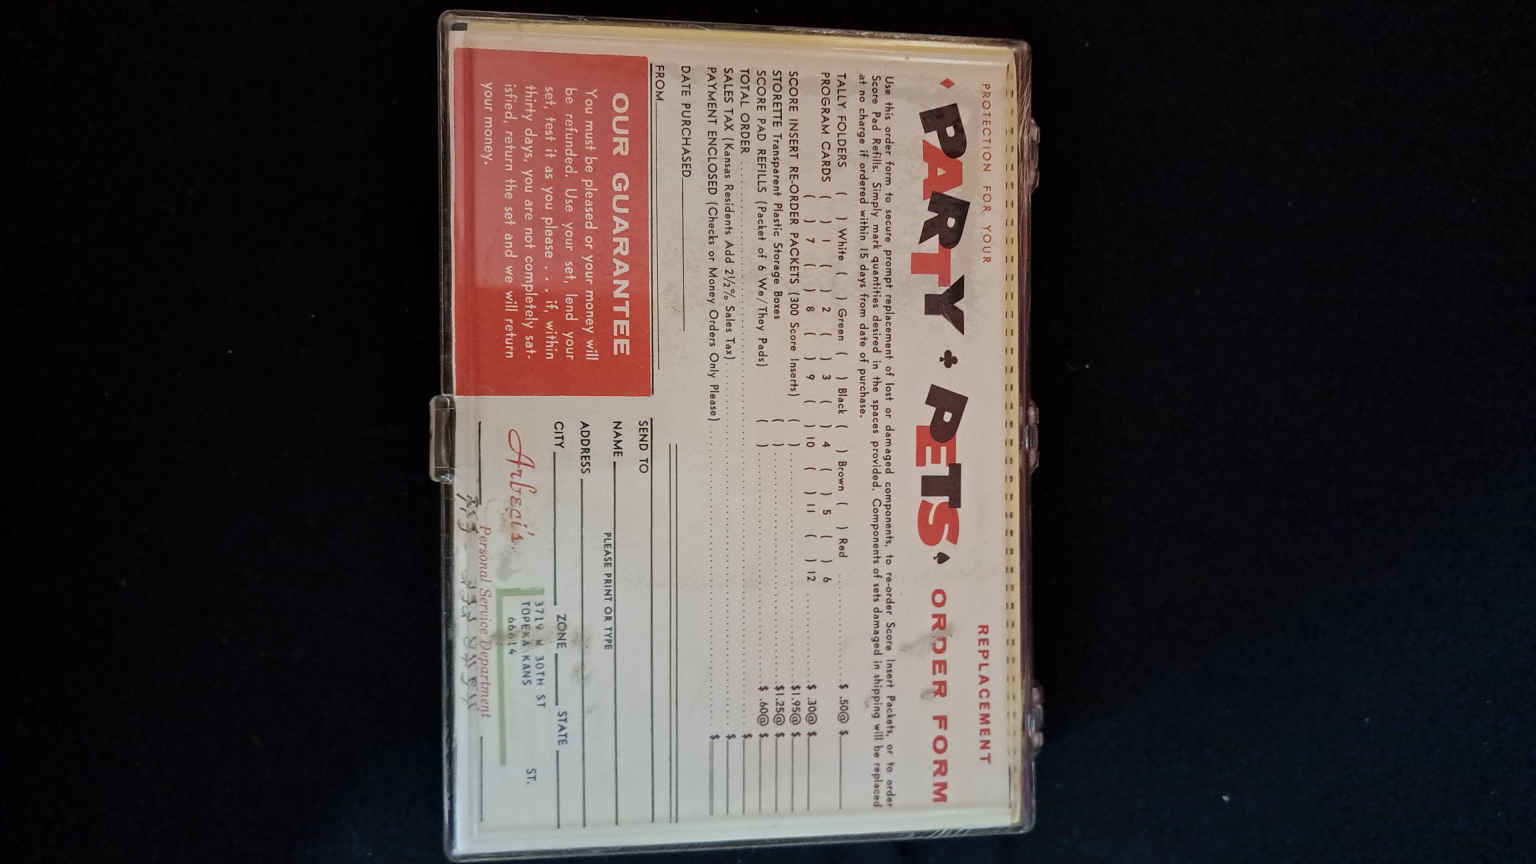 PROTECTION FOR YOUR REPLACEMENT
♦ PARTY ♣ PETS ♠ ORDER FORM
Use this order form to secure prompt replacement of lost or damaged components, to re-order Score Insert Packets, or to order
Score Pad Refills. Simply mark quantities desired in the spaces provided. Components of sets damaged in shipping will be replaced
at no charge if ordered within 15 days from date of purchase.
TALLY FOLDERS ( ) White ( ) Green ( ) Black ( ) Brown ( ) Red ........ $ .50@ $
PROGRAM CARDS ( ) 1 ( ) 2 ( ) 3 ( ) 4 ( ) 5 ( ) 6
( ) 7 ( ) 8 ( ) 9 ( ) 10 ( ) 11 ( ) 12 ........ $ .30@ $
SCORE INSERT RE-ORDER PACKETS (300 Score Inserts) ( ) ........ $1.95@ $
STORETTE Transparent Plastic Storage Boxes ( ) ........ $1.25@ $
SCORE PAD REFILLS (Packet of 6 We/They Pads) ( ) ........ $ .60@ $
TOTAL ORDER ........ $
SALES TAX (Kansas Residents Add 2½% Sales Tax) ........ $
PAYMENT ENCLOSED (Checks or Money Orders Only Please) ........ $
DATE PURCHASED
FROM
OUR GUARANTEE
You must be pleased or your money will
be refunded. Use your set, lend your
set, test it as you please . . . if, within
thirty days, you are not completely sat-
isfied, return the set and we will return
your money.
SEND TO
NAME
PLEASE PRINT OR TYPE
ADDRESS
CITY ZONE STATE
Arbeci's,
3719 W 30TH ST
TOPEKA KANS
66614
ST.
Personal Service Department